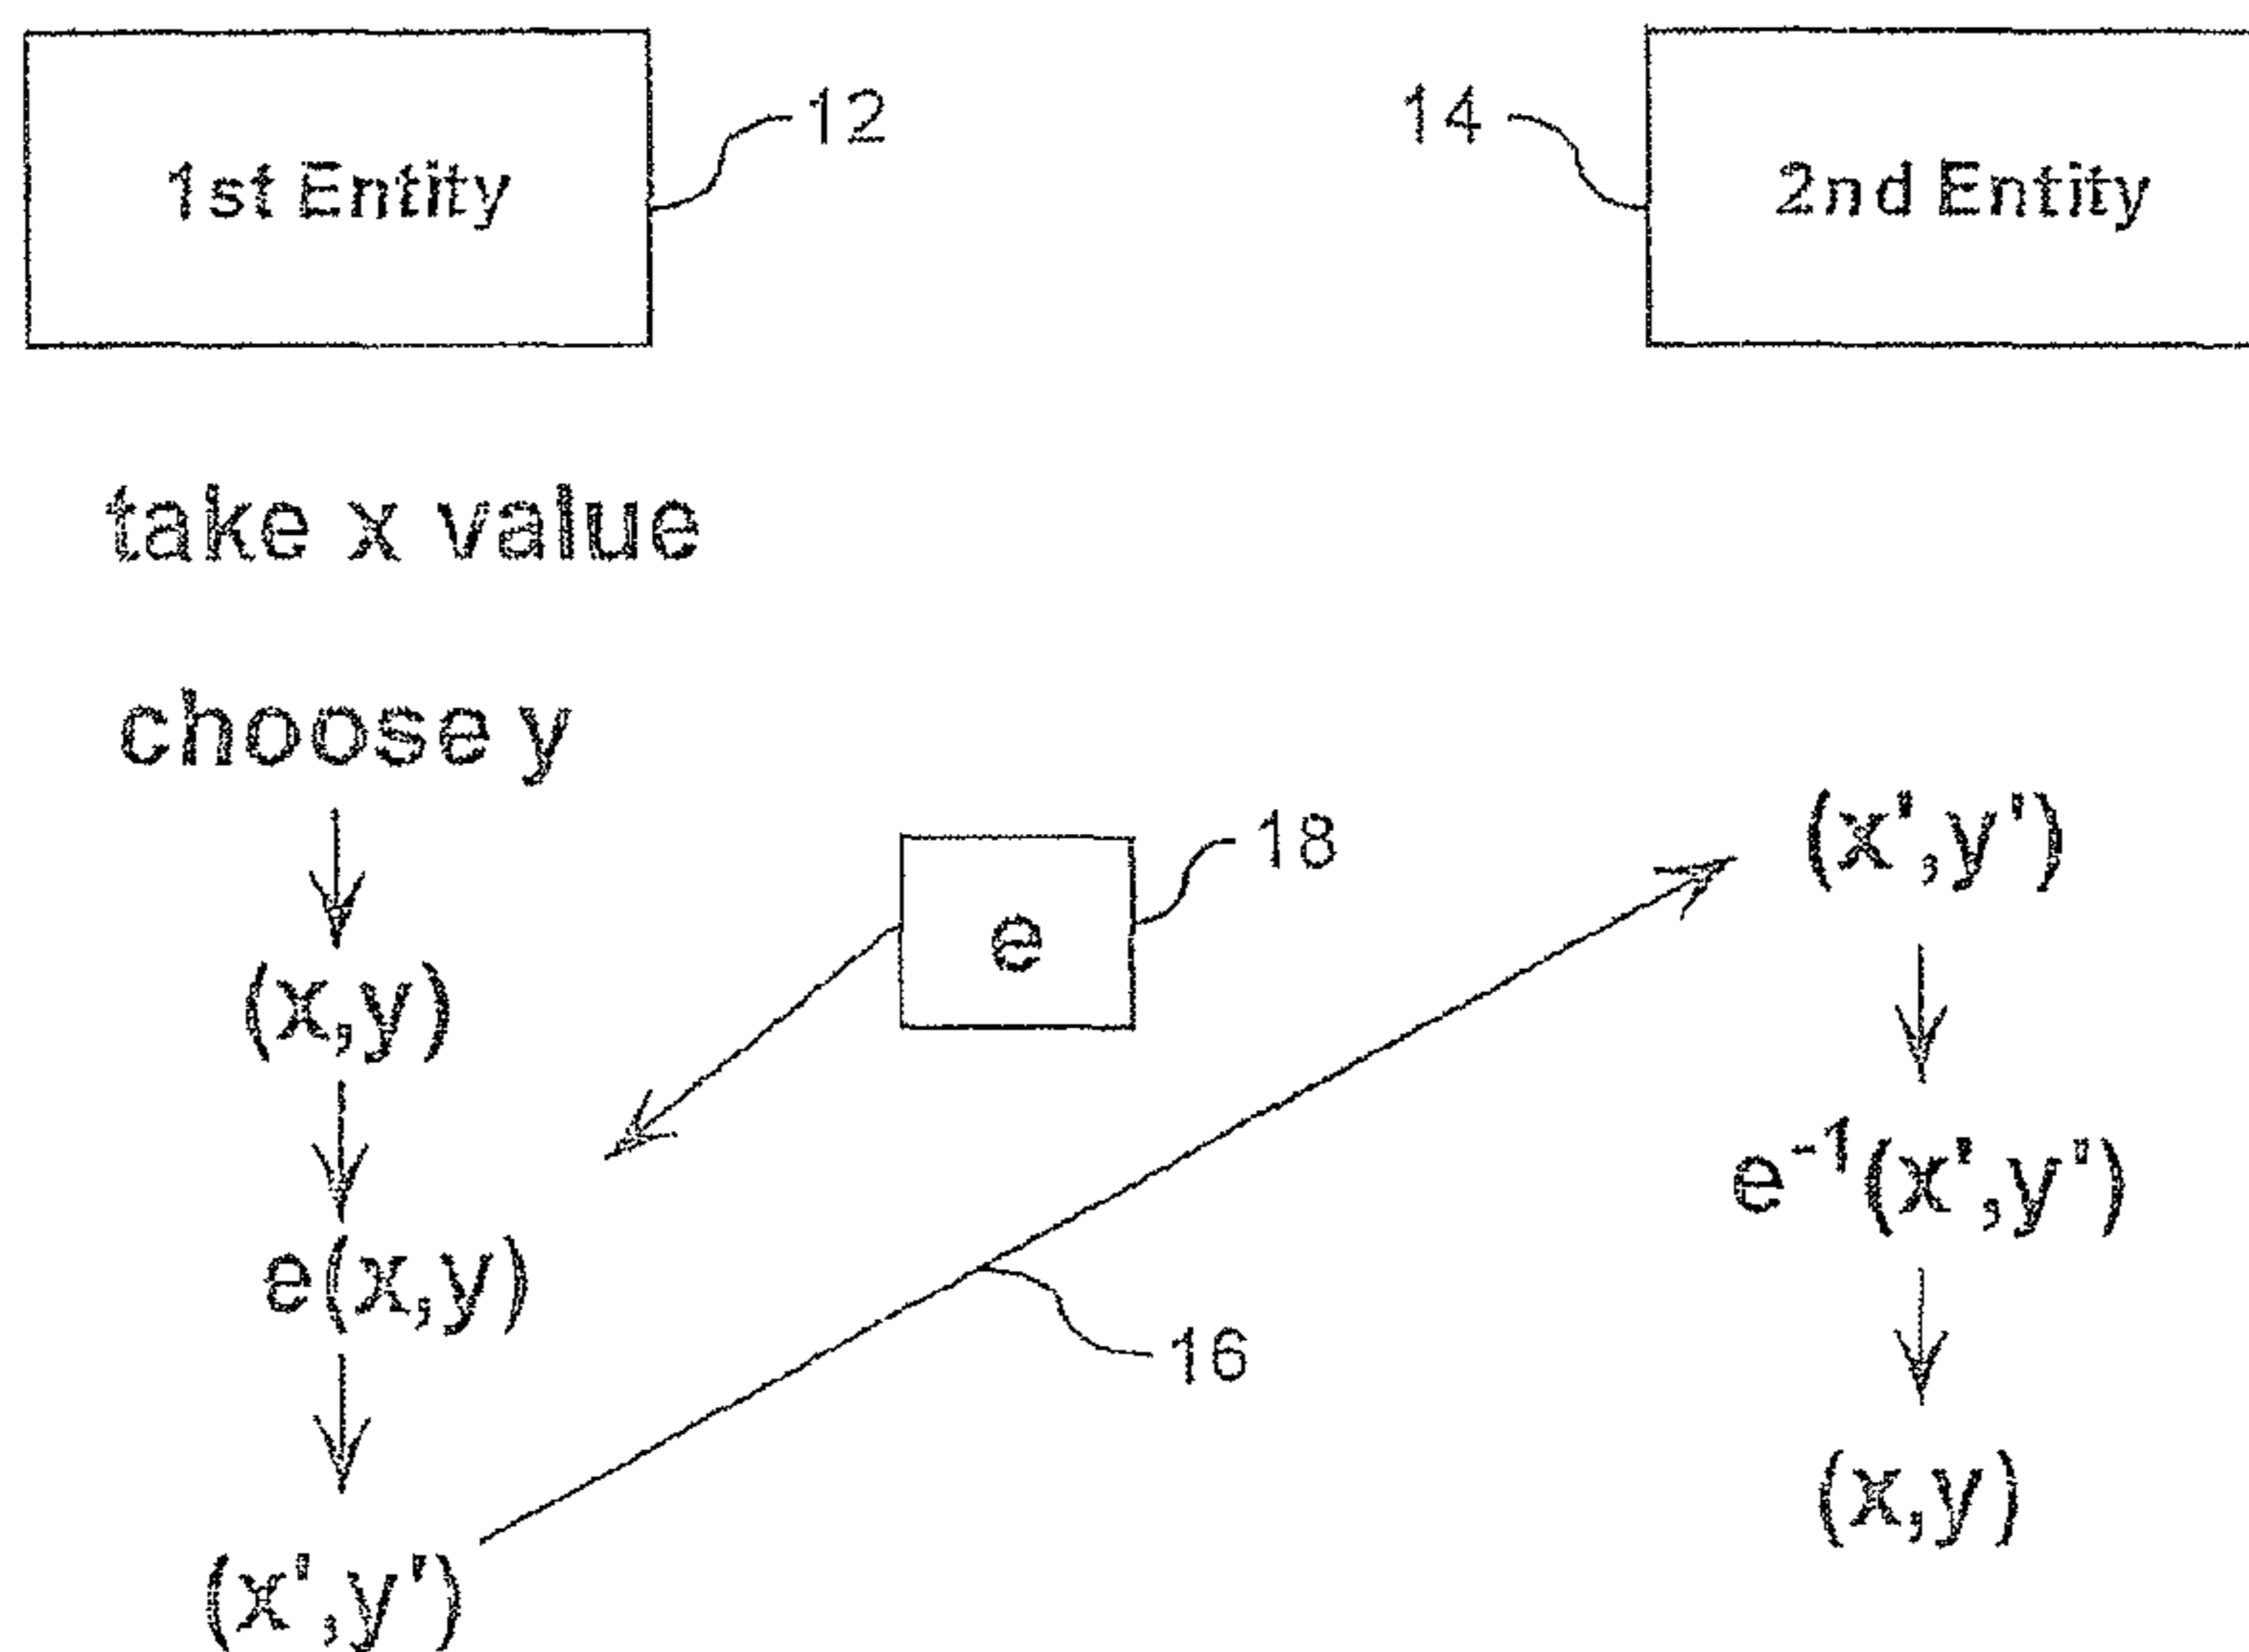 1st Entity
12
14
2nd Entity
take x value
choose y
(x,y)
e(x,y)
(x',y')
e
18
16
(x',y')
e⁻¹(x',y')
(x,y)